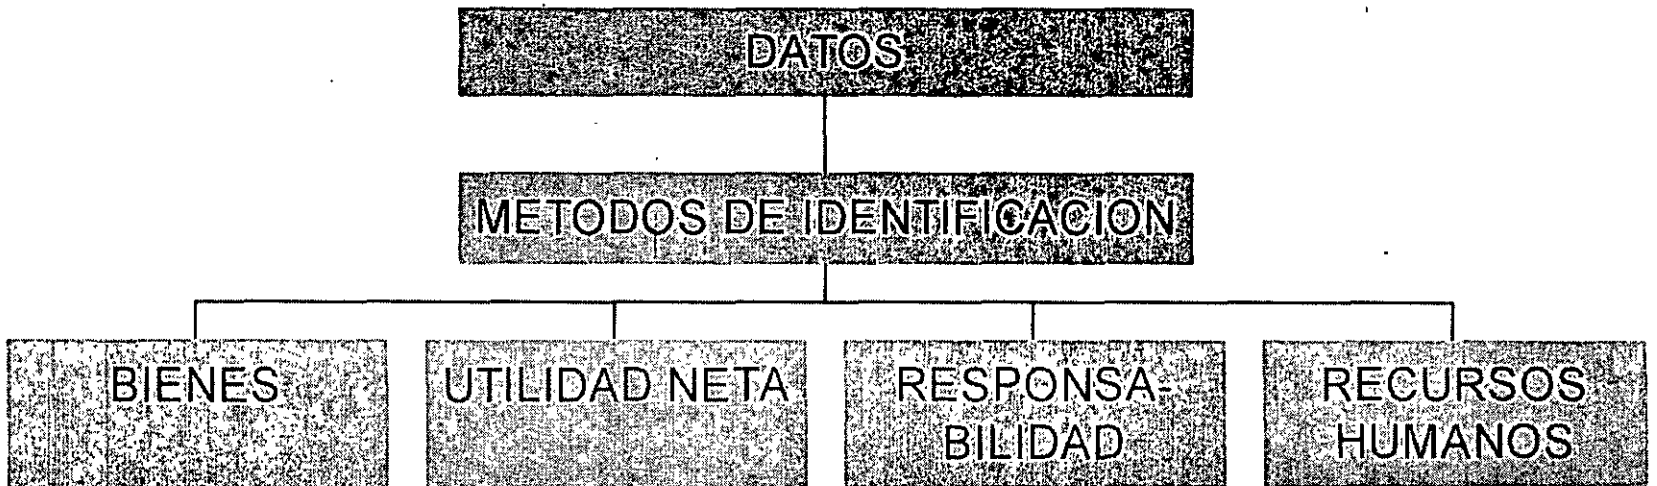 DATOS
METODOS DE IDENTIFICACION
BIENES
UTILIDAD NETA
RESPONSA-
BILIDAD
RECURSOS
HUMANOS